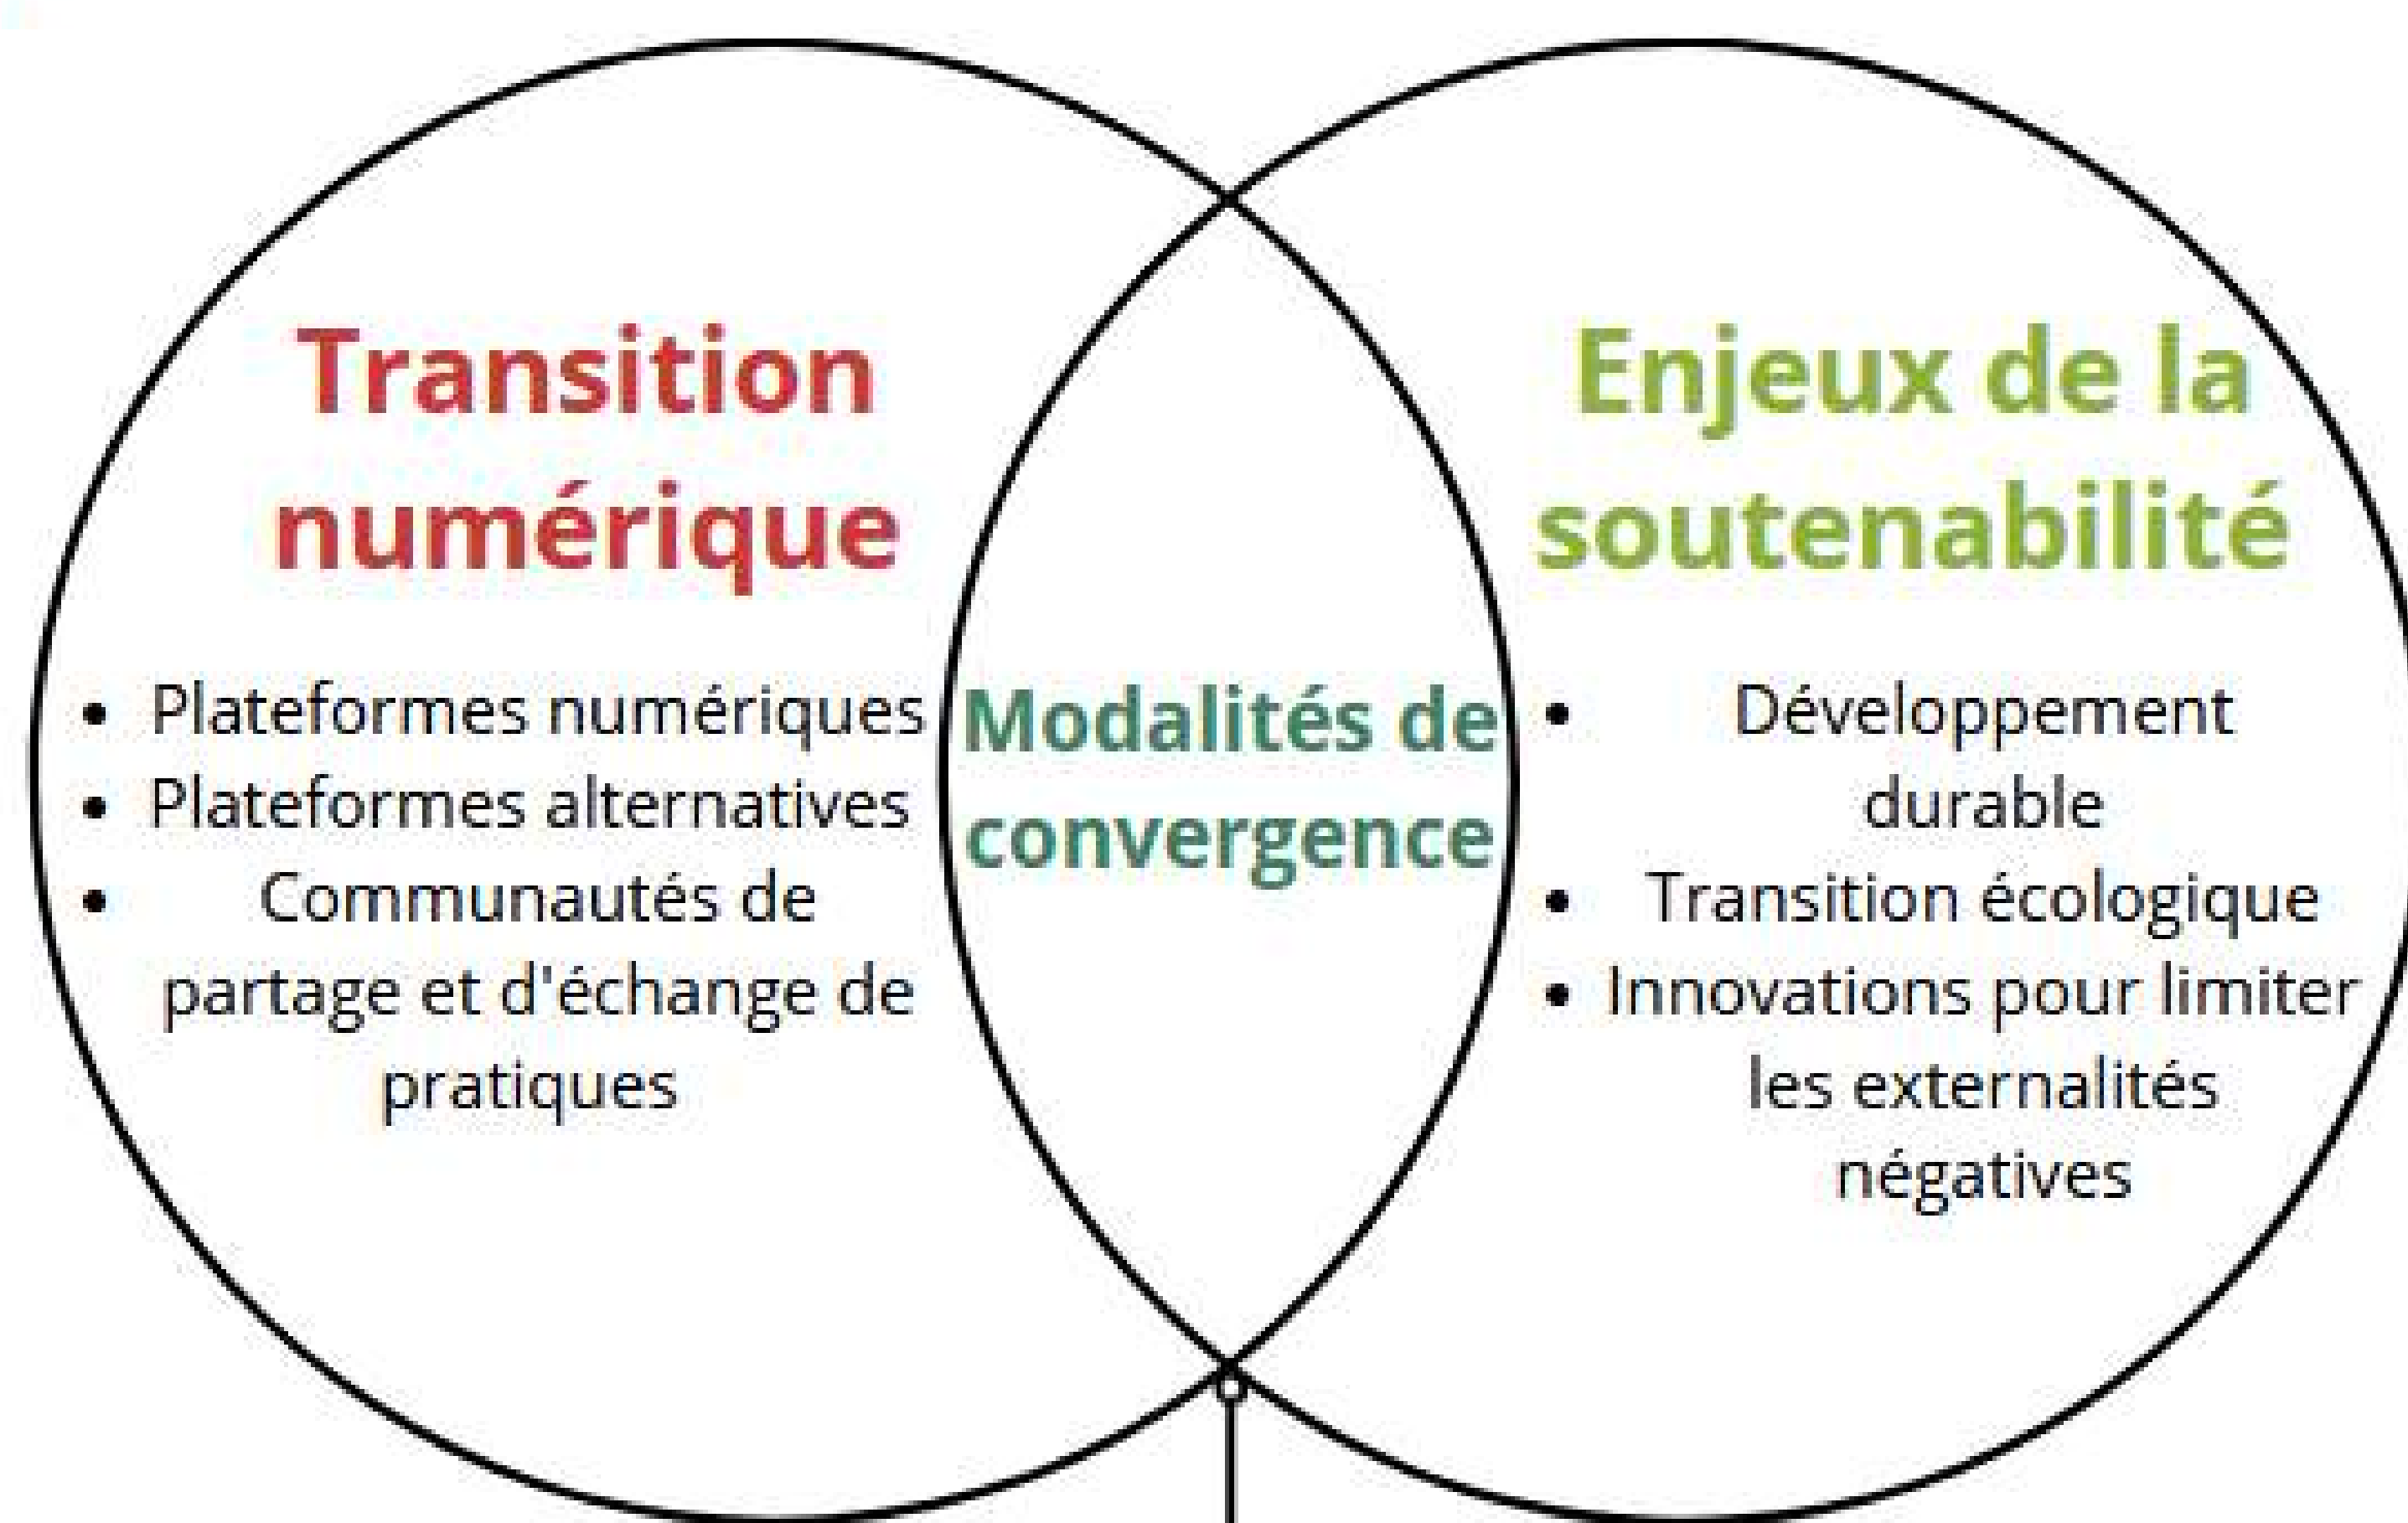 Transition
numérique
• Plateformes numériques
• Plateformes alternatives
• Communautés de
partage et d'échange de
pratiques
Modalités de
convergence
Enjeux de la
soutenabilité
• Développement
durable
• Transition écologique
• Innovations pour limiter
les externalités
négatives